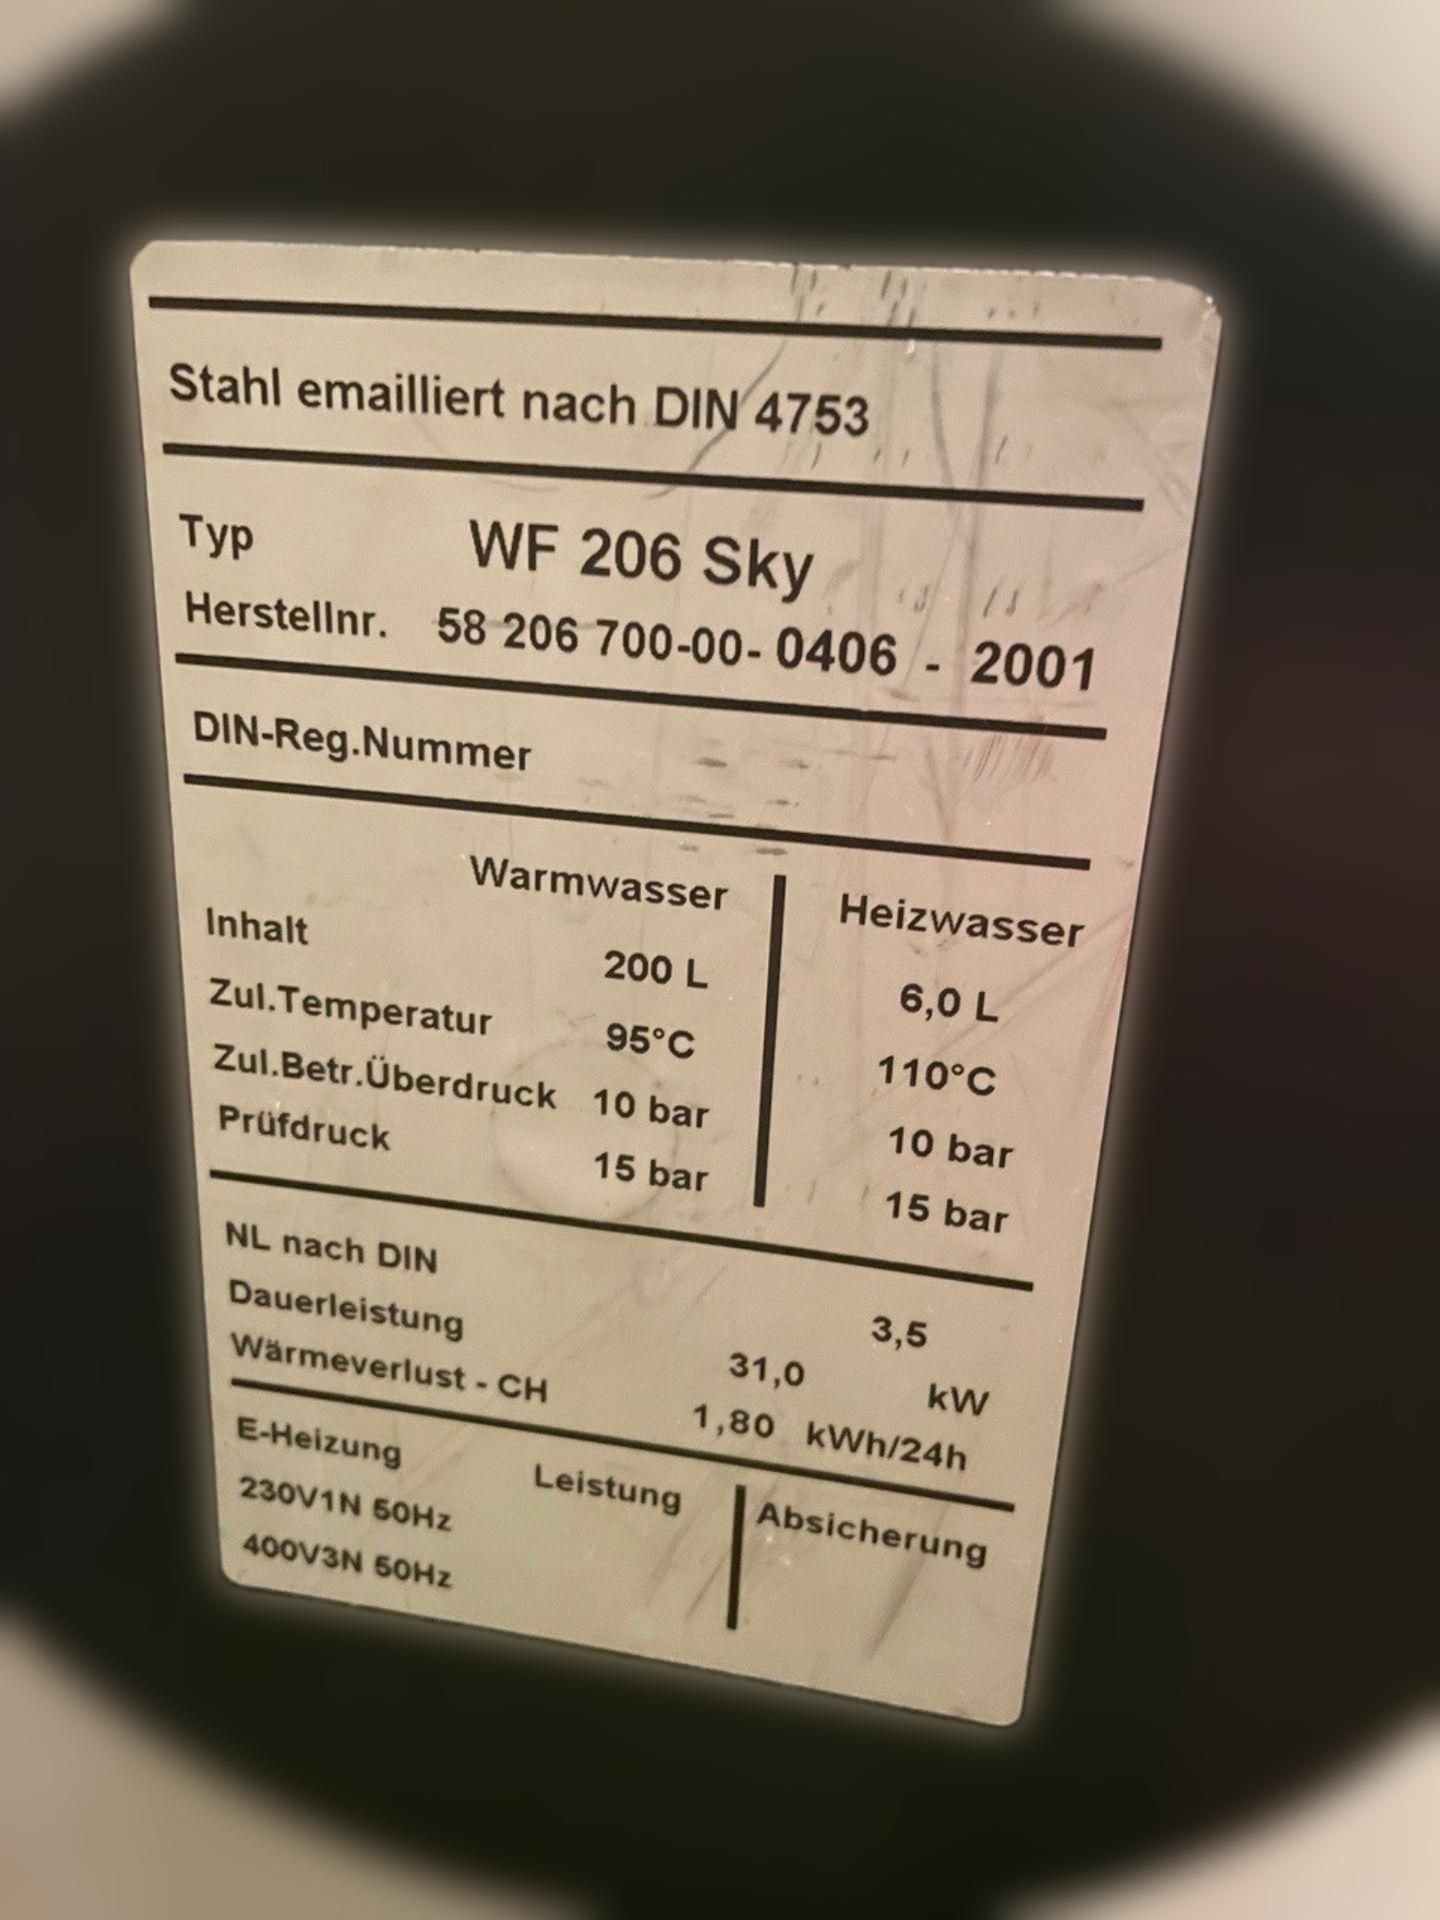 Stahl emailliert nach DIN 4753
Typ WF 206 Sky
Herstellnr. 58 206 700-00- 0406 - 2001
DIN-Reg.Nummer
Warmwasser Heizwasser
Inhalt 200 L 6,0 L
Zul.Temperatur 95°C 110°C
Zul.Betr.Überdruck 10 bar 10 bar
Prüfdruck 15 bar 15 bar
NL nach DIN 3,5
Dauerleistung 31,0 kW
Wärmeverlust - CH 1,80 kWh/24h
E-Heizung Leistung Absicherung
230V1N 50Hz
400V3N 50Hz